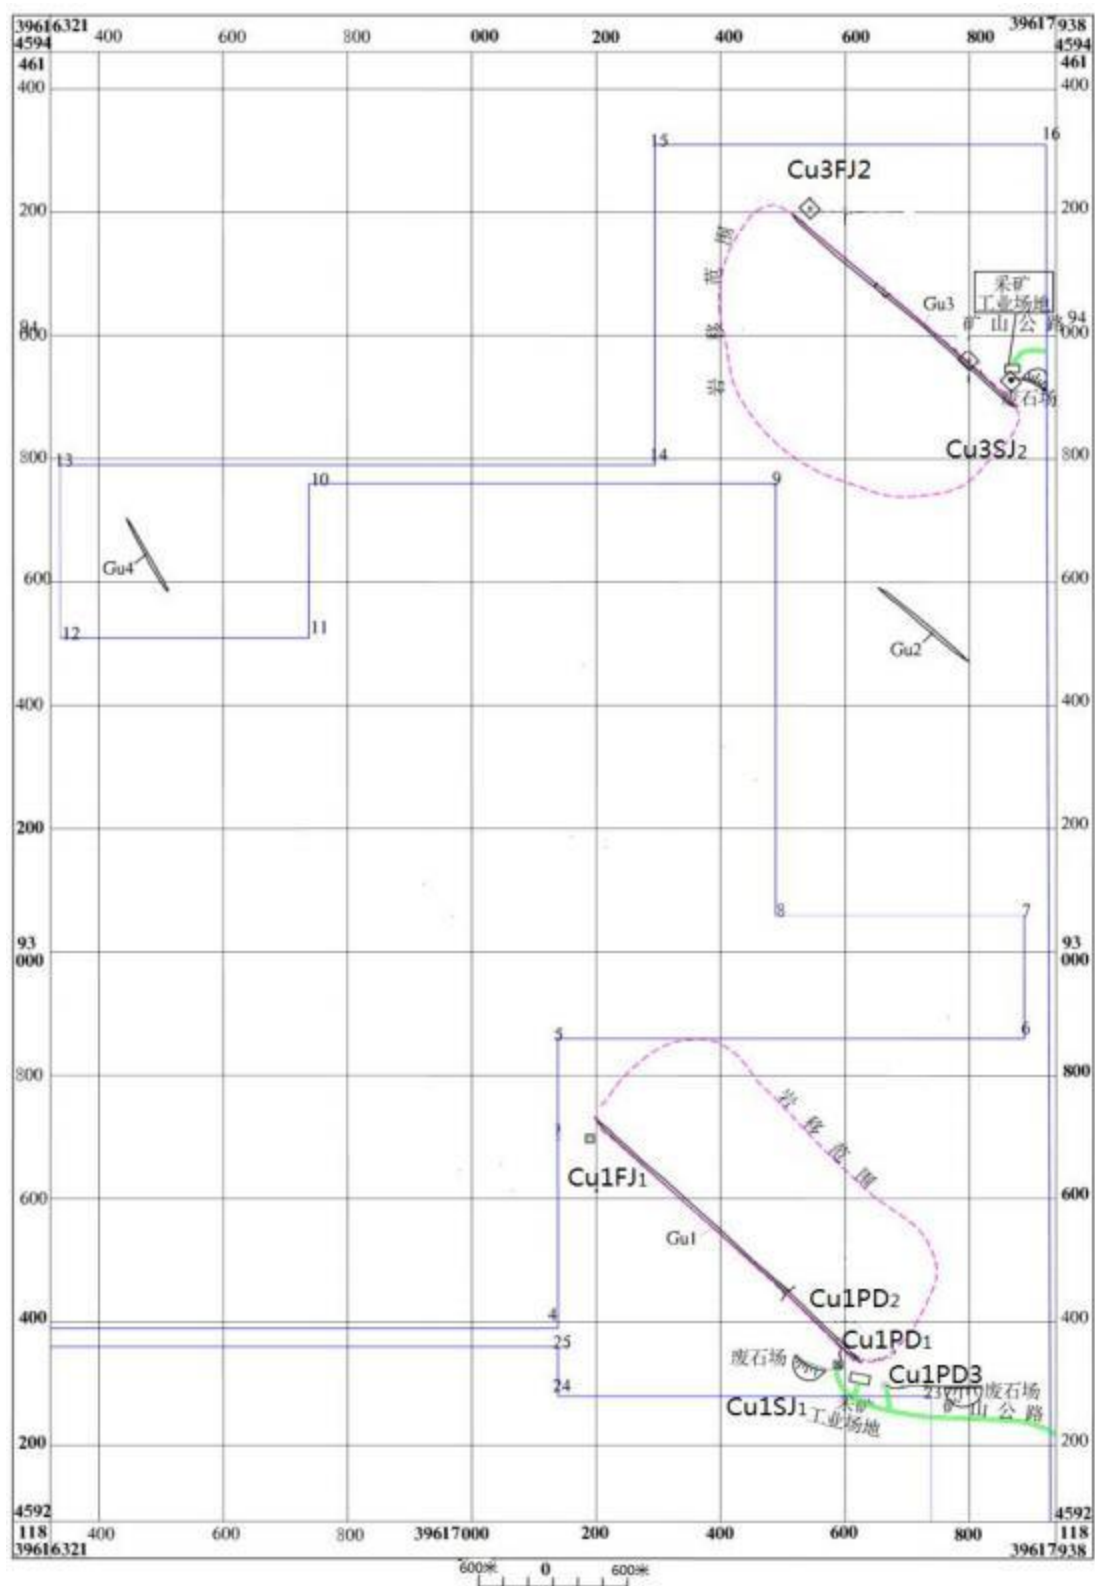 39616321 39617 938
4594 400 600 800 000 200 400 600 800 4594
461 461
400 400
15 16
Cu3FJ2
200 200
岩移范围
采矿
工业场地
Gu3
94 矿山公路 94
000 000
废石场
Cu3SJ2
800 13 14 800
10 9
Gu4
600 600
12 11
Gu2
400 400
200 200
8 7
93 93
000 000
5 6
800 800
岩移范围
Cu1FJ1
600 600
Gu1
Cu1PD2
400 4 400
25 废石场 Cu1PD1
Cu1PD3
24 23 废石场
Cu1SJ1 采矿 矿山公路
工业场地
200 200
4592 4592
118 400 600 800 39617000 200 400 600 800 118
39616321 39617938
600米 0 600米